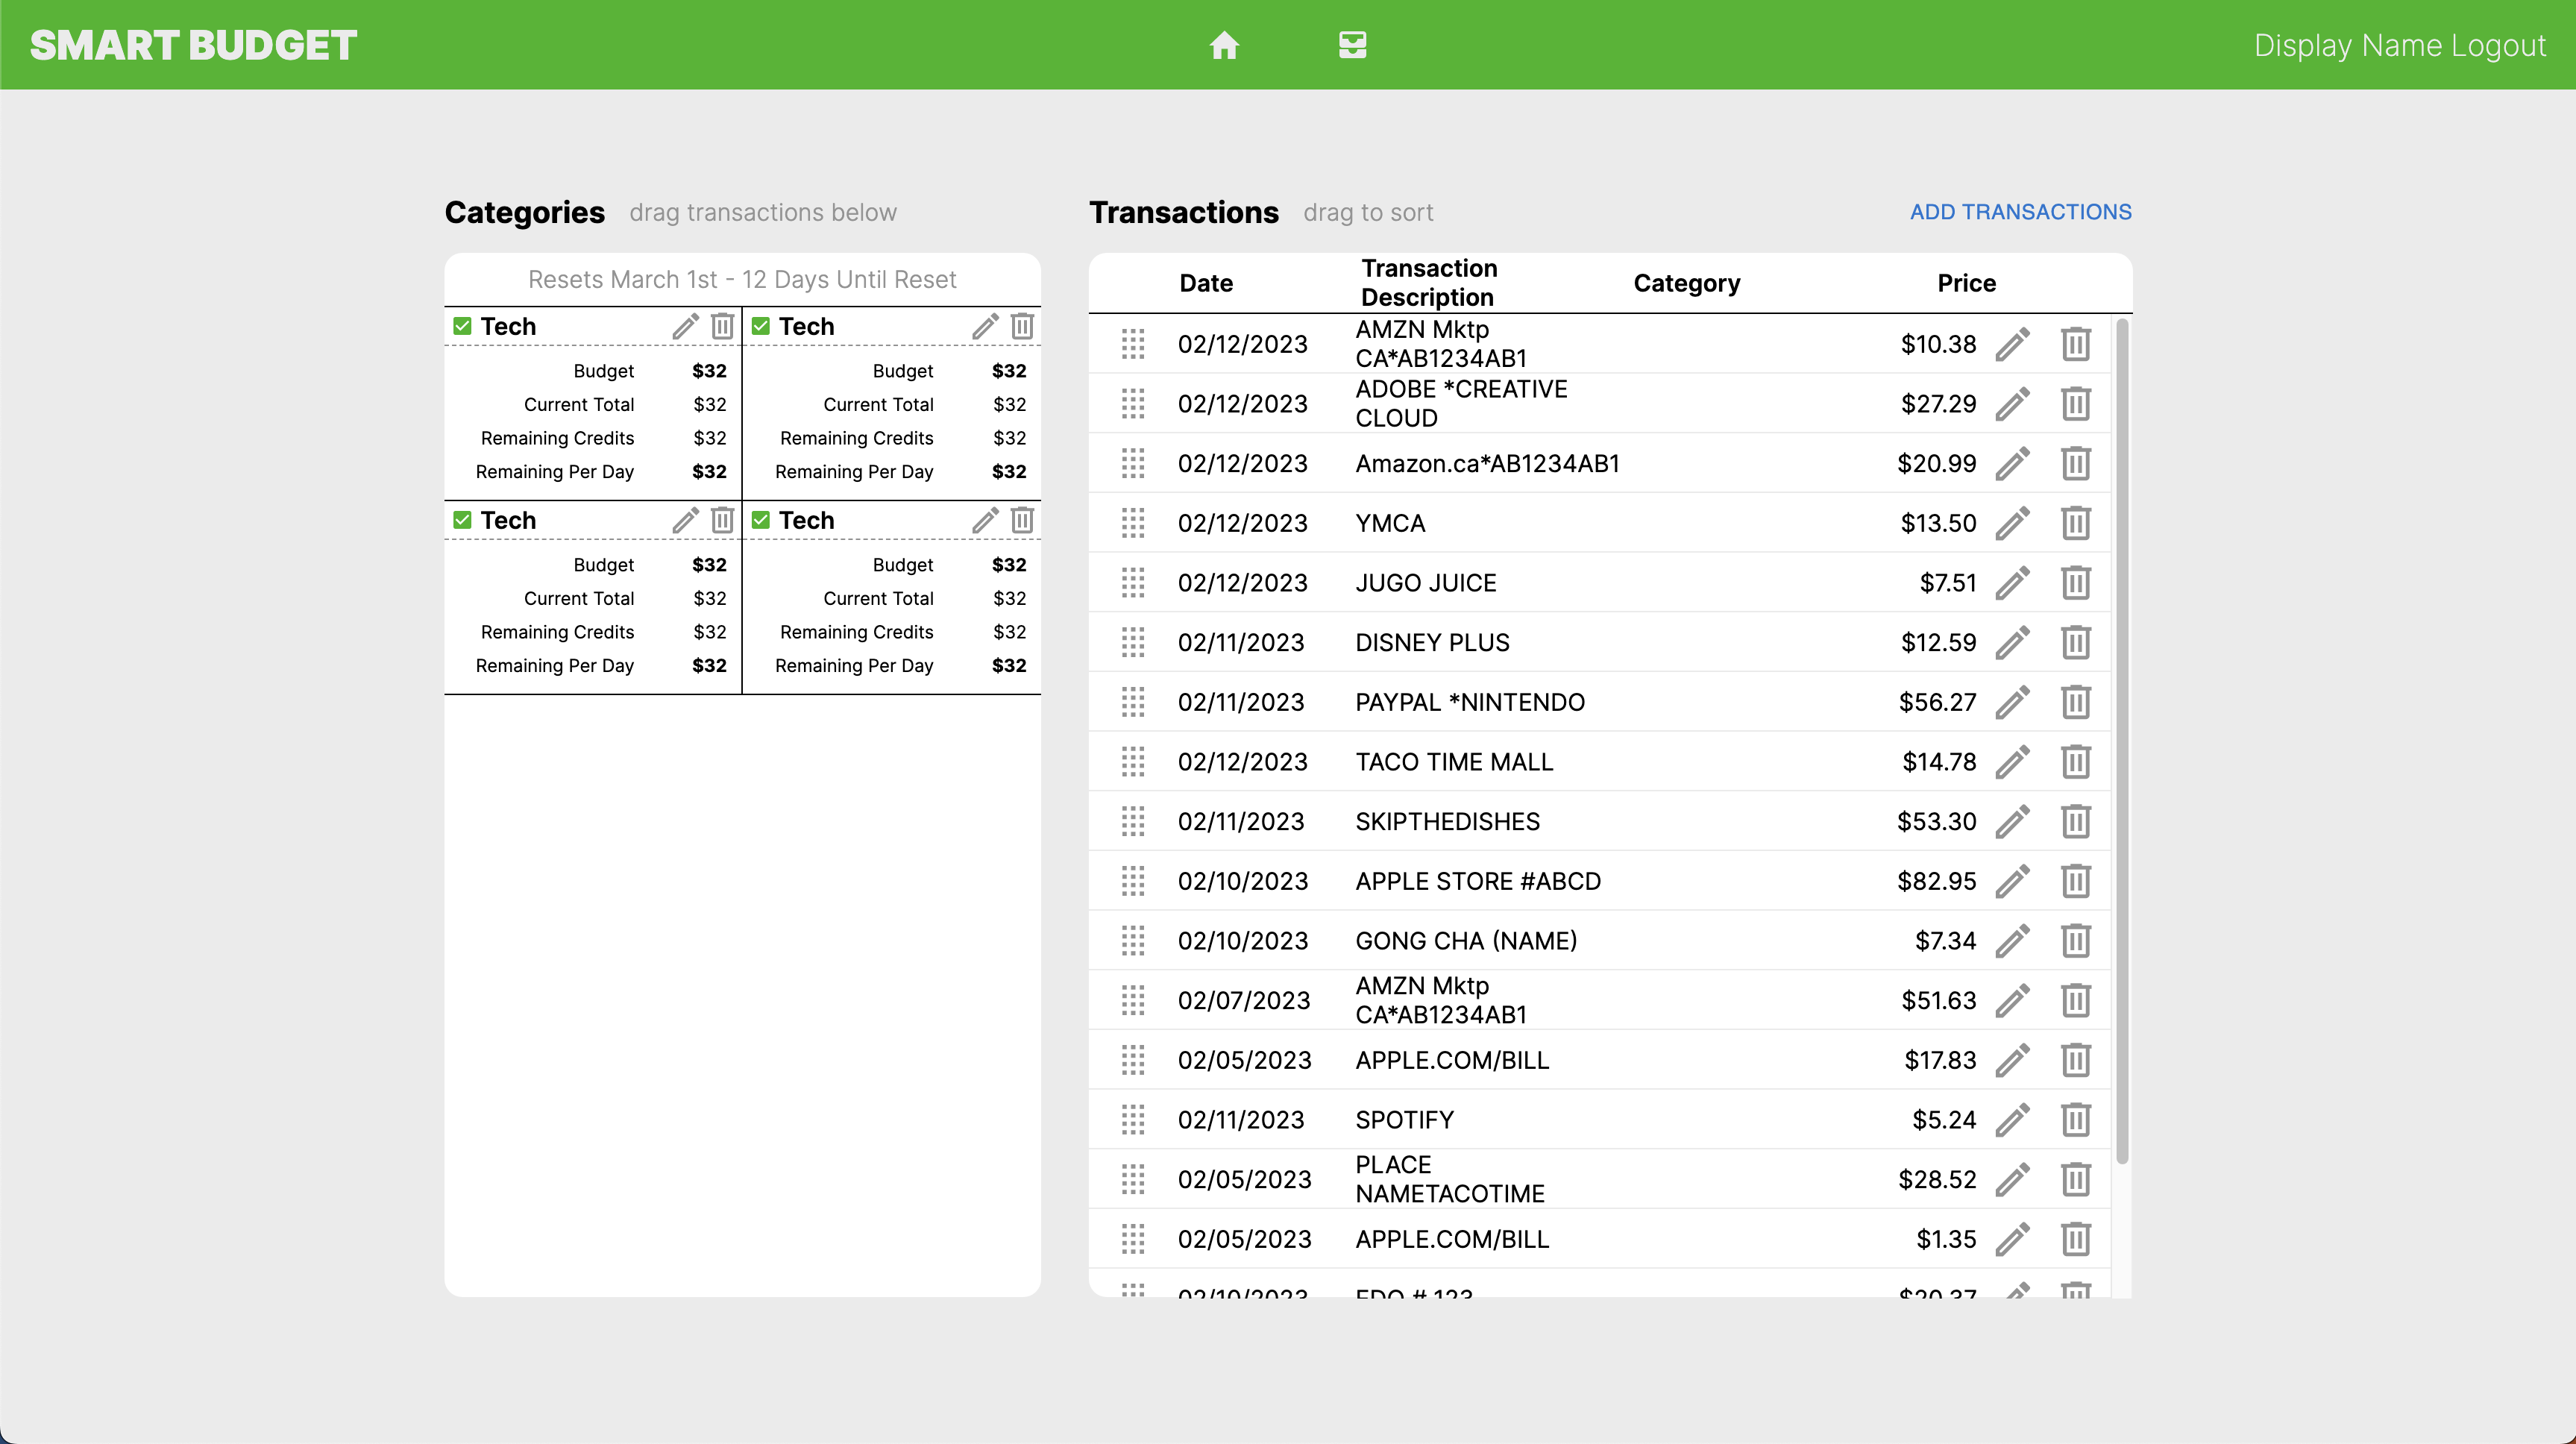 SMART BUDGET
Display Name Logout
Categories drag transactions below
Resets March 1st - 12 Days Until Reset
Tech
Budget $32
Current Total $32
Remaining Credits $32
Remaining Per Day $32
Tech
Budget $32
Current Total $32
Remaining Credits $32
Remaining Per Day $32
Tech
Budget $32
Current Total $32
Remaining Credits $32
Remaining Per Day $32
Tech
Budget $32
Current Total $32
Remaining Credits $32
Remaining Per Day $32
Transactions drag to sort
ADD TRANSACTIONS
Date Transaction Description Category Price
02/12/2023 AMZN Mktp CA*AB1234AB1 $10.38
02/12/2023 ADOBE *CREATIVE CLOUD $27.29
02/12/2023 Amazon.ca*AB1234AB1 $20.99
02/12/2023 YMCA $13.50
02/12/2023 JUGO JUICE $7.51
02/11/2023 DISNEY PLUS $12.59
02/11/2023 PAYPAL *NINTENDO $56.27
02/12/2023 TACO TIME MALL $14.78
02/11/2023 SKIPTHEDISHES $53.30
02/10/2023 APPLE STORE #ABCD $82.95
02/10/2023 GONG CHA (NAME) $7.34
02/07/2023 AMZN Mktp CA*AB1234AB1 $51.63
02/05/2023 APPLE.COM/BILL $17.83
02/11/2023 SPOTIFY $5.24
02/05/2023 PLACE NAMETACOTIME $28.52
02/05/2023 APPLE.COM/BILL $1.35
02/10/2023 # 123 $20.37